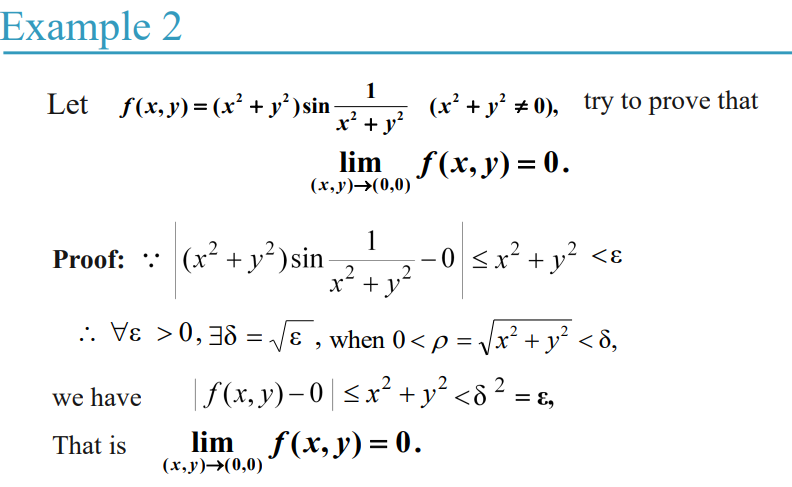 Example 2
Let f(x,y)=(x²+y²)sin 1/(x²+y²) (x²+y²≠0), try to prove that
lim (x,y)→(0,0) f(x,y)=0.
Proof: ∵ |(x²+y²)sin 1/(x²+y²) −0| ≤ x²+y² <ε
∴ ∀ε >0, ∃δ = √ε , when 0<ρ=√(x²+y²) <δ,
we have |f(x,y)−0| ≤ x²+y² <δ² = ε,
That is lim (x,y)→(0,0) f(x,y)=0.